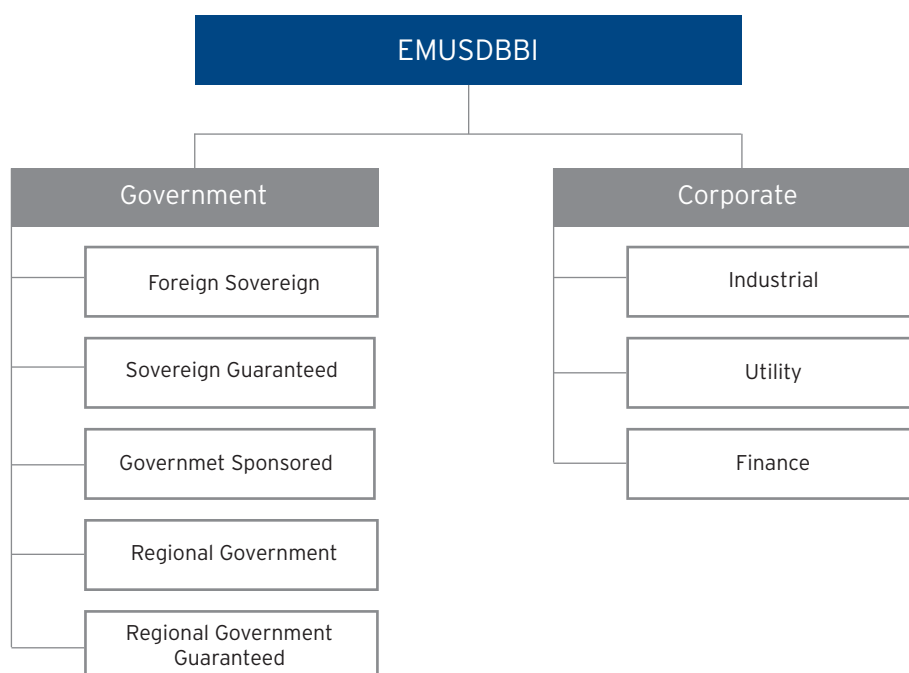 EMUSDBBI
Government
Foreign Sovereign
Sovereign Guaranteed
Governmet Sponsored
Regional Government
Regional Government
Guaranteed
Corporate
Industrial
Utility
Finance